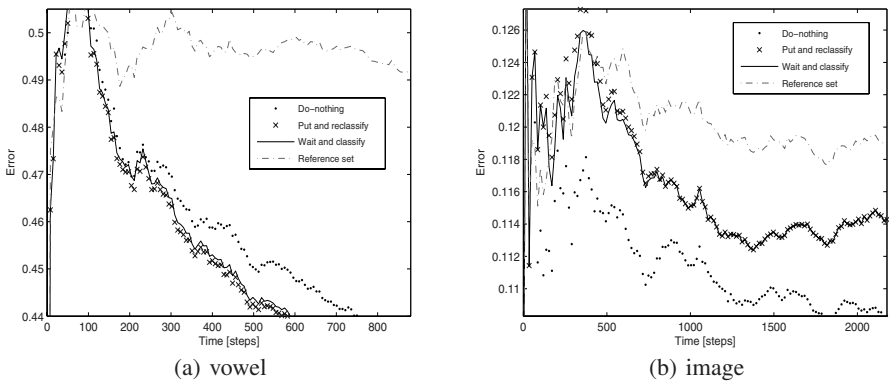 0.5
0.49
0.48
0.47
0.46
0.45
0.44
Error
0 100 200 300 400 500 600 700 800
Time [steps]
Do−nothing
Put and reclassify
Wait and classify
Reference set
(a) vowel
0.126
0.124
0.122
0.12
0.118
0.116
0.114
0.112
0.11
Error
0 500 1000 1500 2000
Time [steps]
Do−nothing
Put and reclassify
Wait and classify
Reference set
(b) image